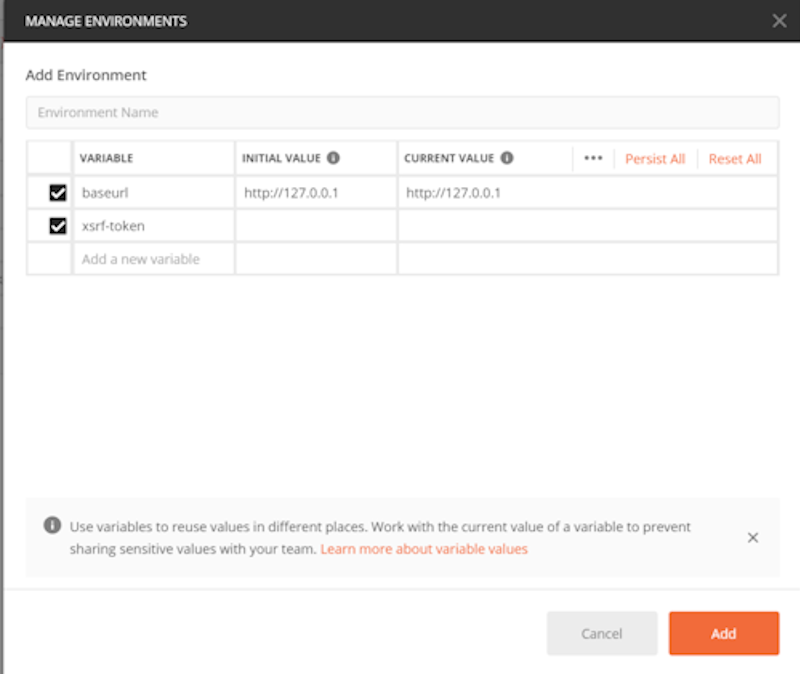 MANAGE ENVIRONMENTS
Add Environment
Environment Name
VARIABLE INITIAL VALUE CURRENT VALUE ••• Persist All Reset All
baseurl http://127.0.0.1 http://127.0.0.1
xsrf-token
Add a new variable
Use variables to reuse values in different places. Work with the current value of a variable to prevent
sharing sensitive values with your team. Learn more about variable values
Cancel Add